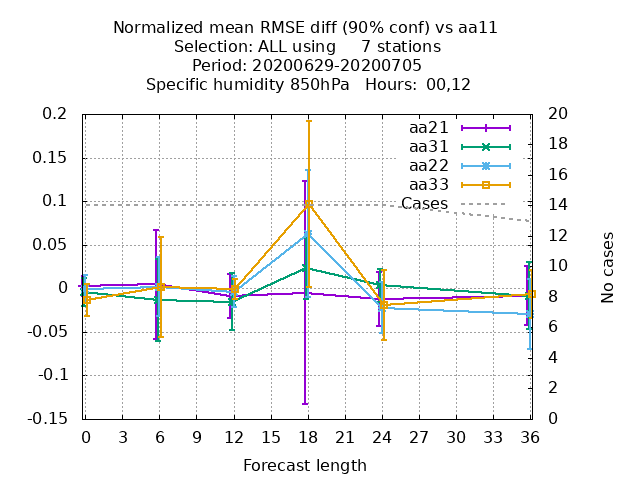 Normalized mean RMSE diff (90% conf) vs aa11
Selection: ALL using 7 stations
Period: 20200629-20200705
Specific humidity 850hPa Hours: 00,12
0.2
0.15
0.1
0.05
0
-0.05
-0.1
-0.15
20
18
16
14
12
10
8
6
4
2
0
aa21
aa31
aa22
aa33
Cases
No cases
0 3 6 9 12 15 18 21 24 27 30 33 36
Forecast length